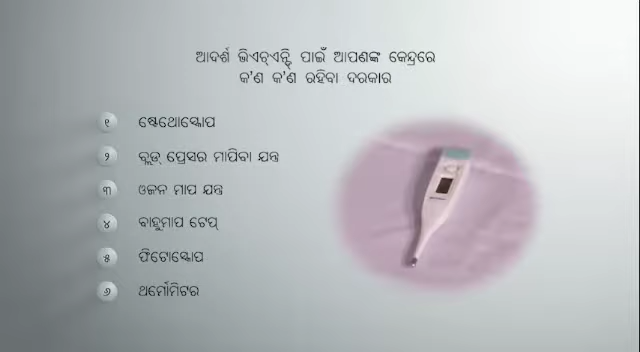 ଆଦର୍ଶ ଭିଏଚ୍ଏନ୍ଡି ପାଇଁ ଆପଣଙ୍କ କେନ୍ଦ୍ରରେ
କ'ଣ କ'ଣ ରହିବା ଦରକାର
୧ ଷ୍ଟେଥୋସ୍କୋପ
୨ ବ୍ଲଡ୍ ପ୍ରେସର ମାପିବା ଯନ୍ତ୍ର
୩ ଓଜନ ମାପ ଯନ୍ତ୍ର
୪ ବାହୁମାପ ଟେପ୍
୫ ଫିଟୋସ୍କୋପ
୬ ଥର୍ମୋମିଟର